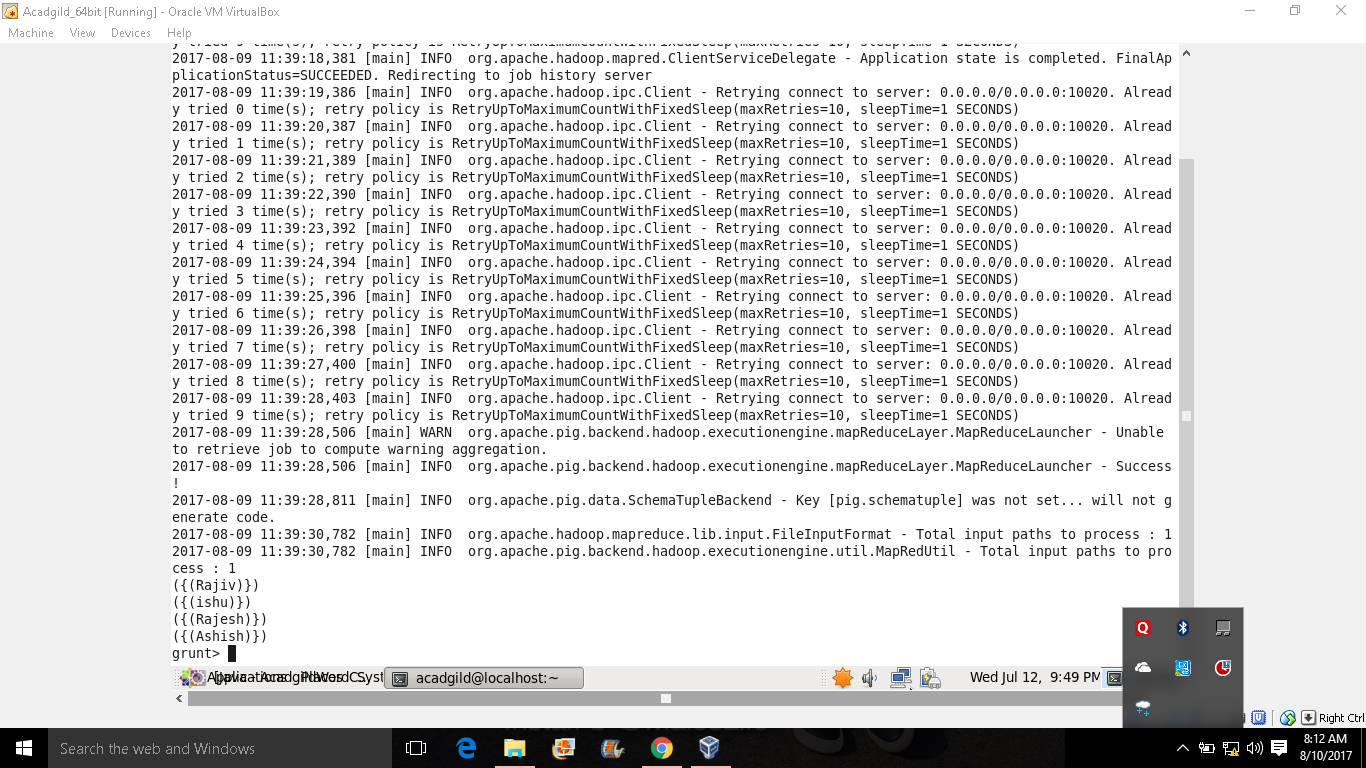 Acadgild_64bit [Running] - Oracle VM VirtualBox
Machine View Devices Help
y tried 9 time(s); retry policy is RetryUpToMaximumCountWithFixedSleep(maxRetries=10, sleepTime=1 SECONDS)
2017-08-09 11:39:18,381 [main] INFO  org.apache.hadoop.mapred.ClientServiceDelegate - Application state is completed. FinalAp
plicationStatus=SUCCEEDED. Redirecting to job history server
2017-08-09 11:39:19,386 [main] INFO  org.apache.hadoop.ipc.Client - Retrying connect to server: 0.0.0.0/0.0.0.0:10020. Alread
y tried 0 time(s); retry policy is RetryUpToMaximumCountWithFixedSleep(maxRetries=10, sleepTime=1 SECONDS)
2017-08-09 11:39:20,387 [main] INFO  org.apache.hadoop.ipc.Client - Retrying connect to server: 0.0.0.0/0.0.0.0:10020. Alread
y tried 1 time(s); retry policy is RetryUpToMaximumCountWithFixedSleep(maxRetries=10, sleepTime=1 SECONDS)
2017-08-09 11:39:21,389 [main] INFO  org.apache.hadoop.ipc.Client - Retrying connect to server: 0.0.0.0/0.0.0.0:10020. Alread
y tried 2 time(s); retry policy is RetryUpToMaximumCountWithFixedSleep(maxRetries=10, sleepTime=1 SECONDS)
2017-08-09 11:39:22,390 [main] INFO  org.apache.hadoop.ipc.Client - Retrying connect to server: 0.0.0.0/0.0.0.0:10020. Alread
y tried 3 time(s); retry policy is RetryUpToMaximumCountWithFixedSleep(maxRetries=10, sleepTime=1 SECONDS)
2017-08-09 11:39:23,392 [main] INFO  org.apache.hadoop.ipc.Client - Retrying connect to server: 0.0.0.0/0.0.0.0:10020. Alread
y tried 4 time(s); retry policy is RetryUpToMaximumCountWithFixedSleep(maxRetries=10, sleepTime=1 SECONDS)
2017-08-09 11:39:24,394 [main] INFO  org.apache.hadoop.ipc.Client - Retrying connect to server: 0.0.0.0/0.0.0.0:10020. Alread
y tried 5 time(s); retry policy is RetryUpToMaximumCountWithFixedSleep(maxRetries=10, sleepTime=1 SECONDS)
2017-08-09 11:39:25,396 [main] INFO  org.apache.hadoop.ipc.Client - Retrying connect to server: 0.0.0.0/0.0.0.0:10020. Alread
y tried 6 time(s); retry policy is RetryUpToMaximumCountWithFixedSleep(maxRetries=10, sleepTime=1 SECONDS)
2017-08-09 11:39:26,398 [main] INFO  org.apache.hadoop.ipc.Client - Retrying connect to server: 0.0.0.0/0.0.0.0:10020. Alread
y tried 7 time(s); retry policy is RetryUpToMaximumCountWithFixedSleep(maxRetries=10, sleepTime=1 SECONDS)
2017-08-09 11:39:27,400 [main] INFO  org.apache.hadoop.ipc.Client - Retrying connect to server: 0.0.0.0/0.0.0.0:10020. Alread
y tried 8 time(s); retry policy is RetryUpToMaximumCountWithFixedSleep(maxRetries=10, sleepTime=1 SECONDS)
2017-08-09 11:39:28,403 [main] INFO  org.apache.hadoop.ipc.Client - Retrying connect to server: 0.0.0.0/0.0.0.0:10020. Alread
y tried 9 time(s); retry policy is RetryUpToMaximumCountWithFixedSleep(maxRetries=10, sleepTime=1 SECONDS)
2017-08-09 11:39:28,506 [main] WARN  org.apache.pig.backend.hadoop.executionengine.mapReduceLayer.MapReduceLauncher - Unable
to retrieve job to compute warning aggregation.
2017-08-09 11:39:28,506 [main] INFO  org.apache.pig.backend.hadoop.executionengine.mapReduceLayer.MapReduceLauncher - Success
!
2017-08-09 11:39:28,811 [main] INFO  org.apache.pig.data.SchemaTupleBackend - Key [pig.schematuple] was not set... will not g
enerate code.
2017-08-09 11:39:30,782 [main] INFO  org.apache.hadoop.mapreduce.lib.input.FileInputFormat - Total input paths to process : 1
2017-08-09 11:39:30,782 [main] INFO  org.apache.pig.backend.hadoop.executionengine.util.MapRedUtil - Total input paths to pro
cess : 1
({(Rajiv)})
({(ishu)})
({(Rajesh)})
({(Ashish)})
grunt>
acadgild@localhost:~
Wed Jul 12, 9:49 PM
Right Ctrl
Search the web and Windows
8:12 AM
8/10/2017